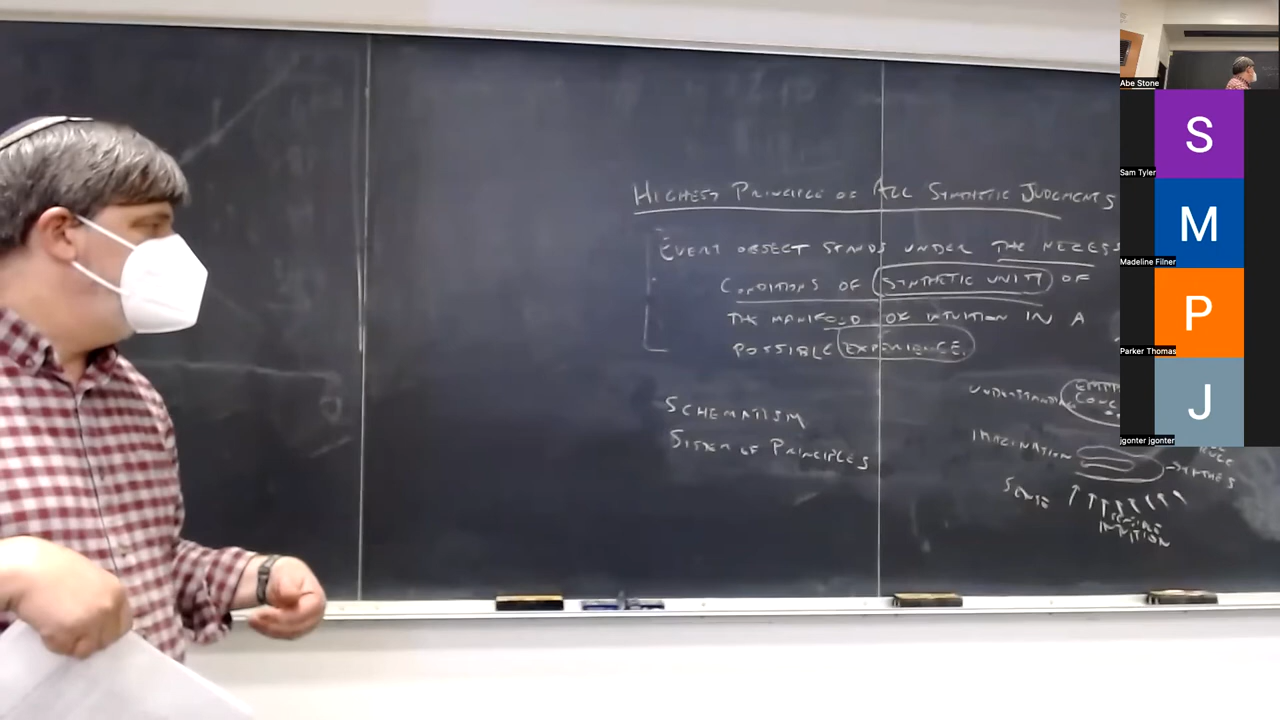 HIGHEST PRINCIPLE OF ALL SYNTHETIC JUDGMENTS
EVERY OBJECT STANDS UNDER THE NECESS
CONDITIONS OF SYNTHETIC UNITY OF
THE MANIFOLD OF INTUITION IN A
POSSIBLE EXPERIENCE.
SCHEMATISM
SYSTEM OF PRINCIPLES
UNDERSTANDING
IMAGINATION
SYNTHES
SENSE
INTUITION
Abe Stone
S
Sam Tyler
M
Madeline Filner
P
Parker Thomas
J
jgonter jgonter